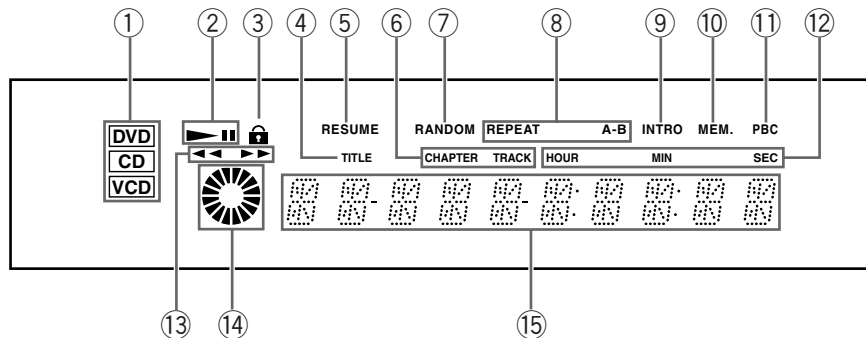 ① ② ③ ④ ⑤ ⑥ ⑦ ⑧ ⑨ ⑩ ⑪ ⑫
RESUME RANDOM REPEAT A-B INTRO MEM. PBC
DVD
TITLE CHAPTER TRACK HOUR MIN SEC
CD
VCD
⑬ ⑭ ⑮